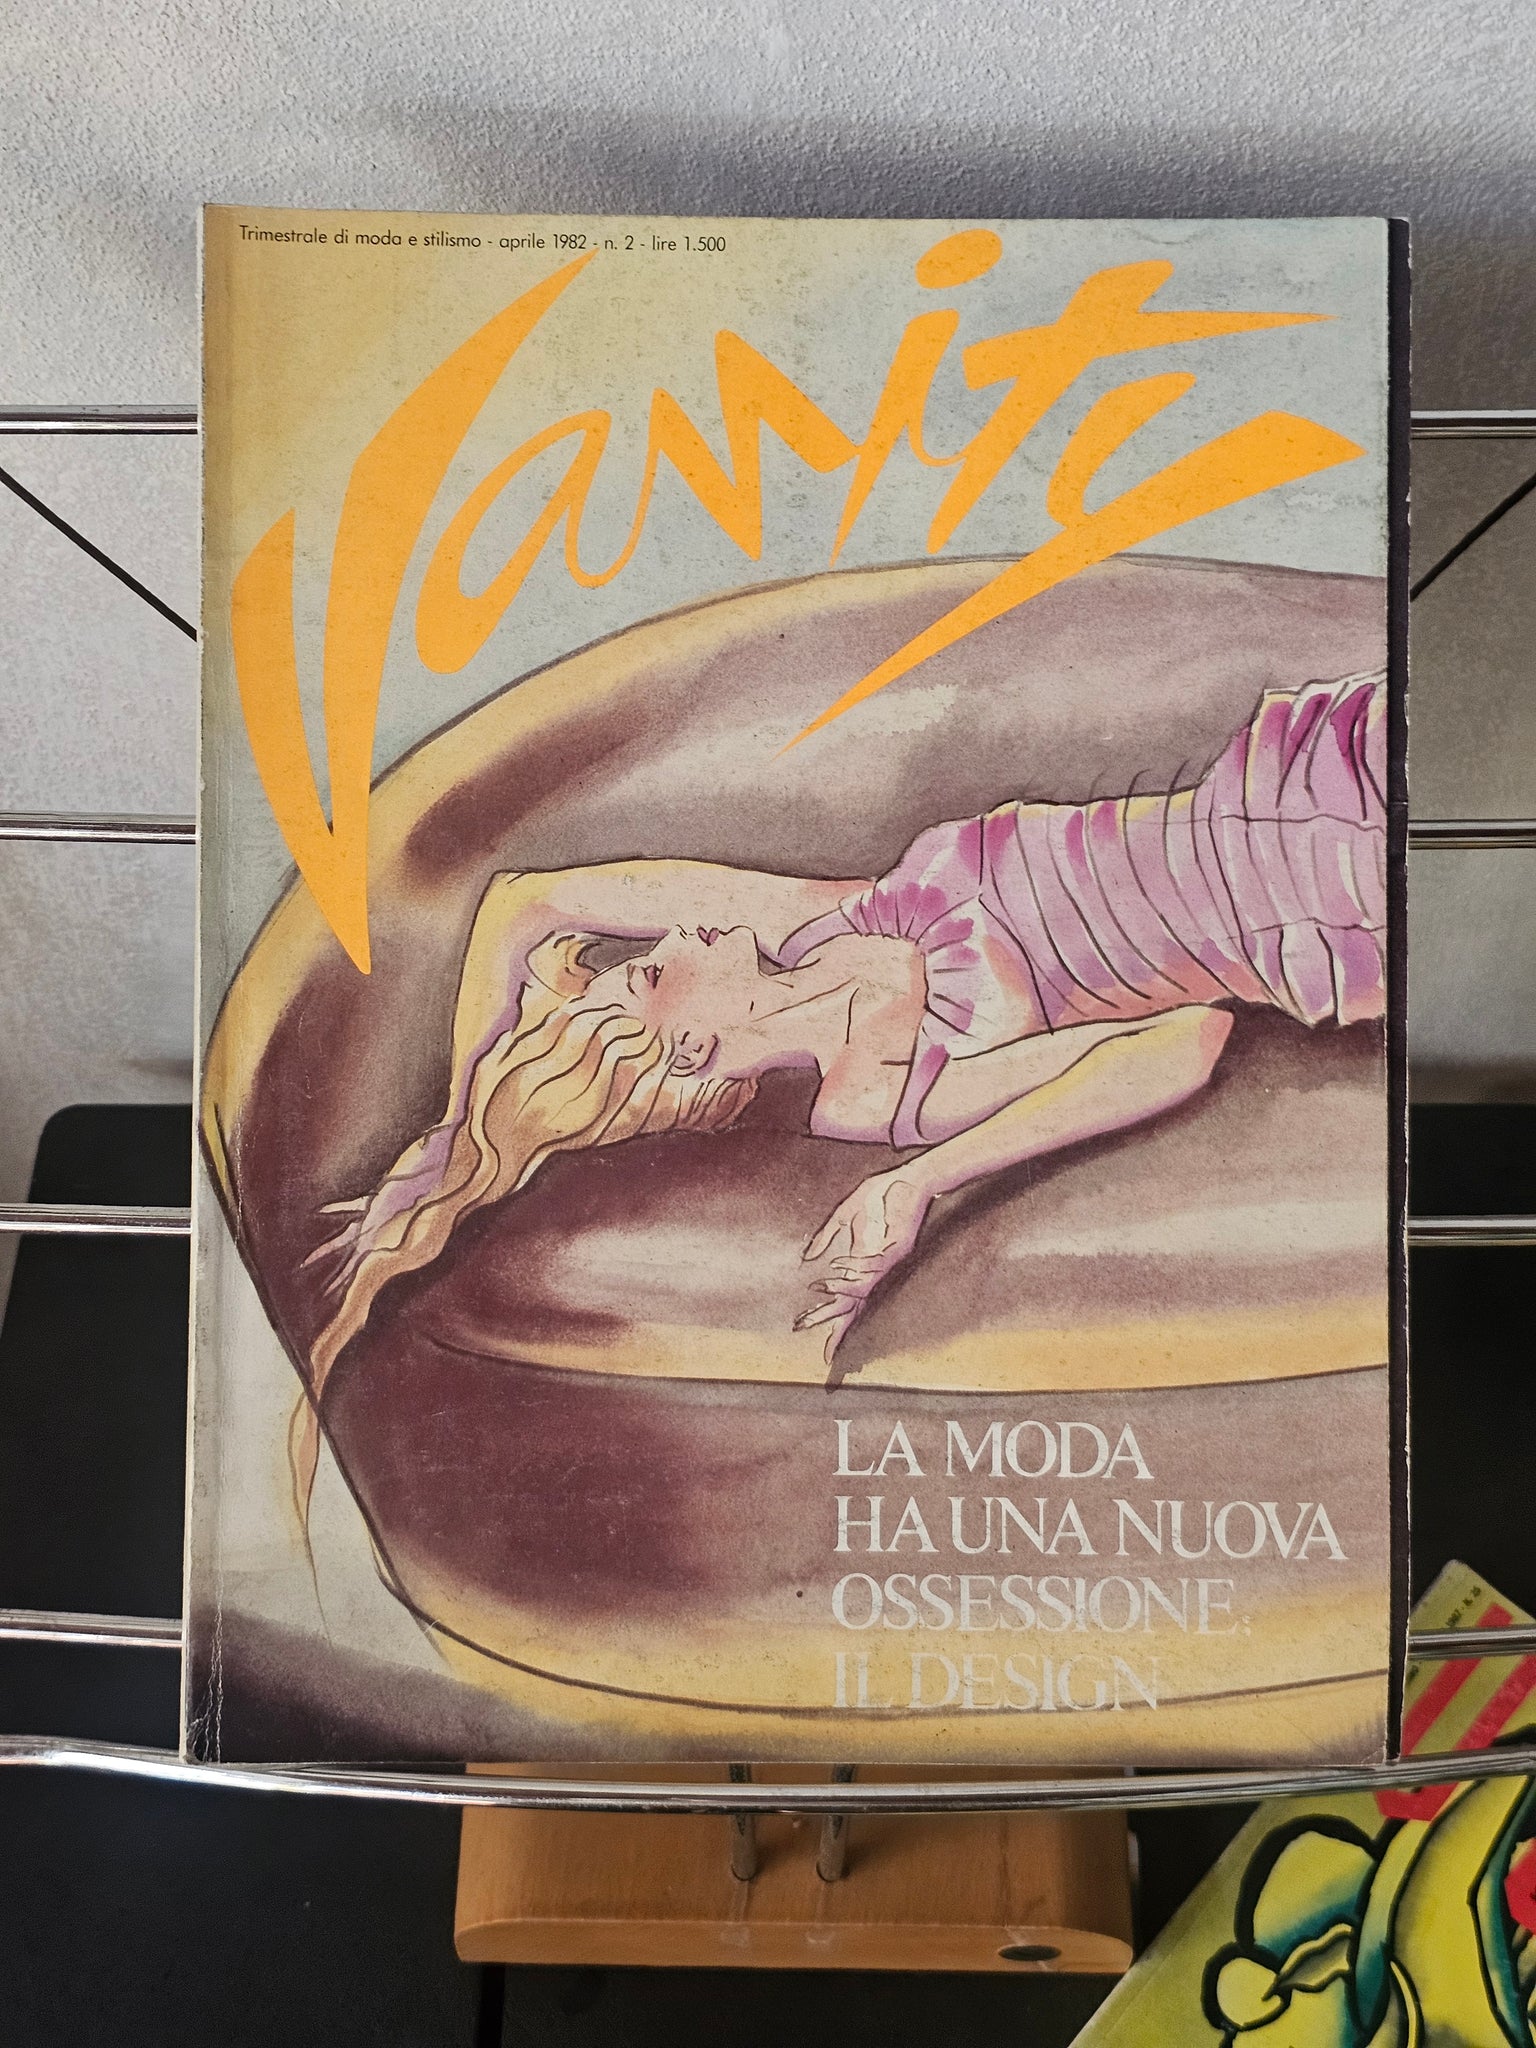 Trimestrale di moda e stilismo - aprile 1982 - n. 2 - lire 1.500
Vanity
LA MODA
HA UNA NUOVA
OSSESSIONE:
IL DESIGN